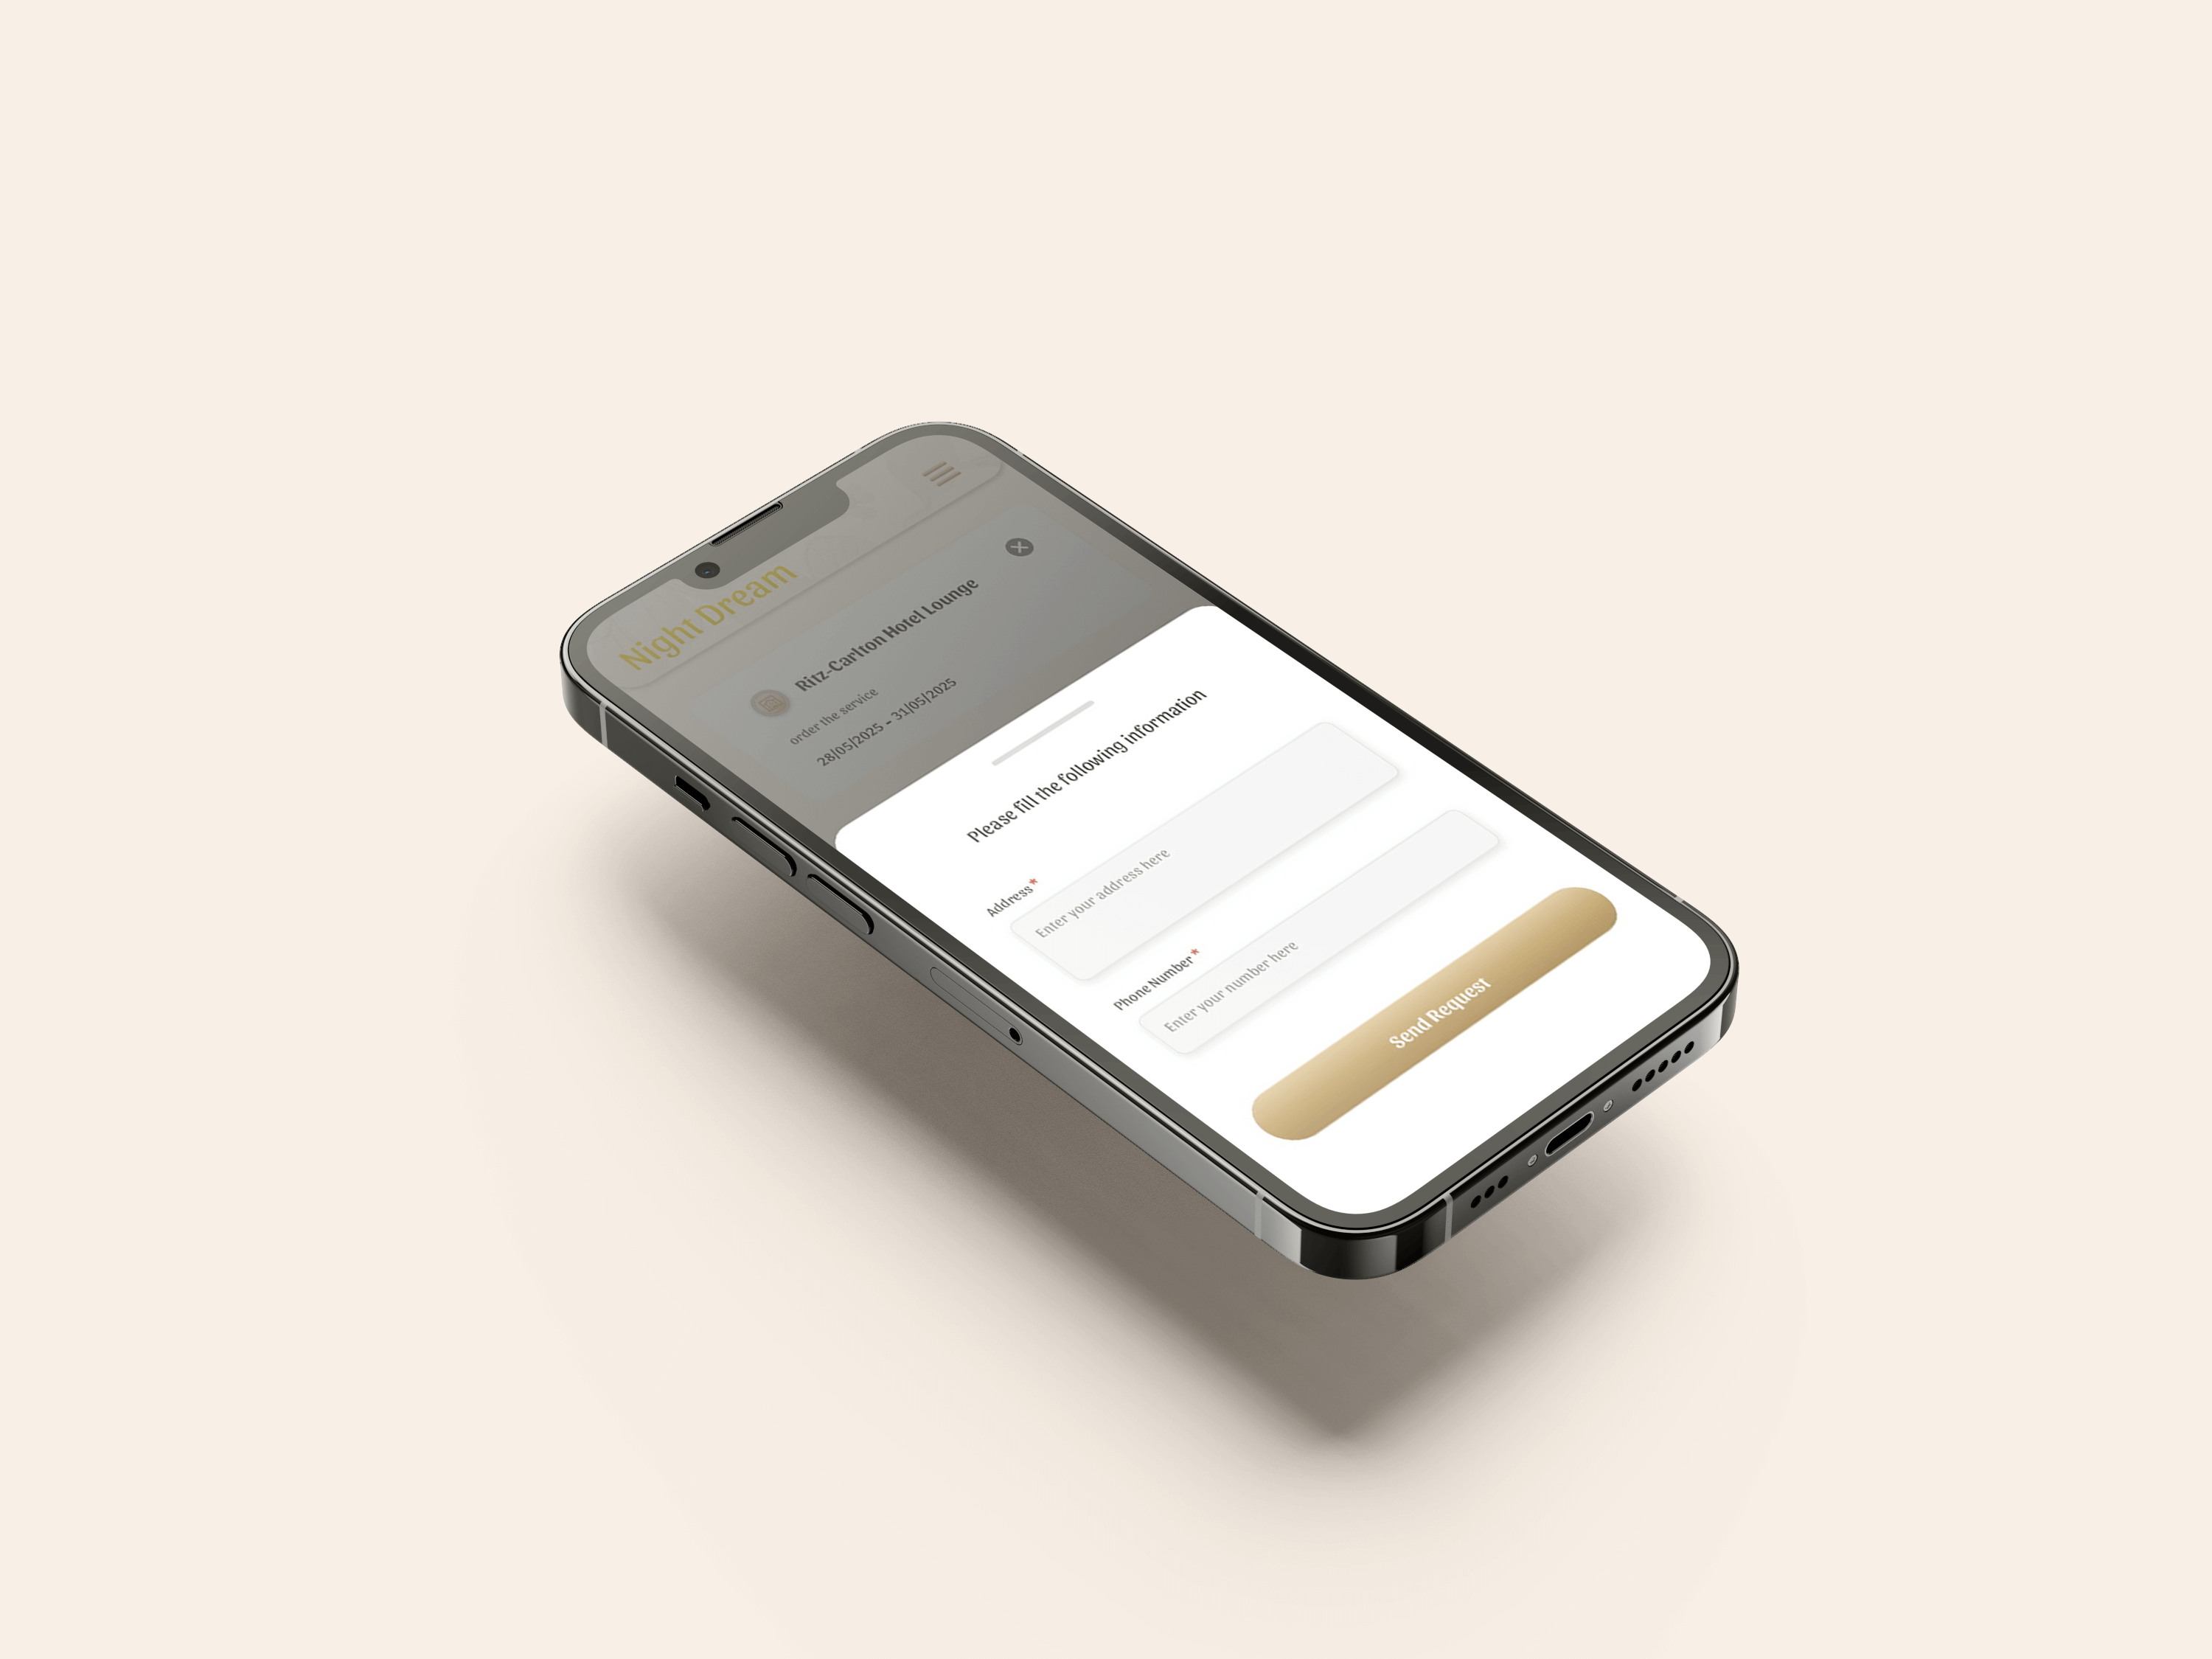 Night Dream
Ritz-Carlton Hotel Lounge
order the service
28/05/2025 - 31/05/2025
Please fill the following information
Address *
Enter your address here
Phone Number *
Enter your number here
Send Request